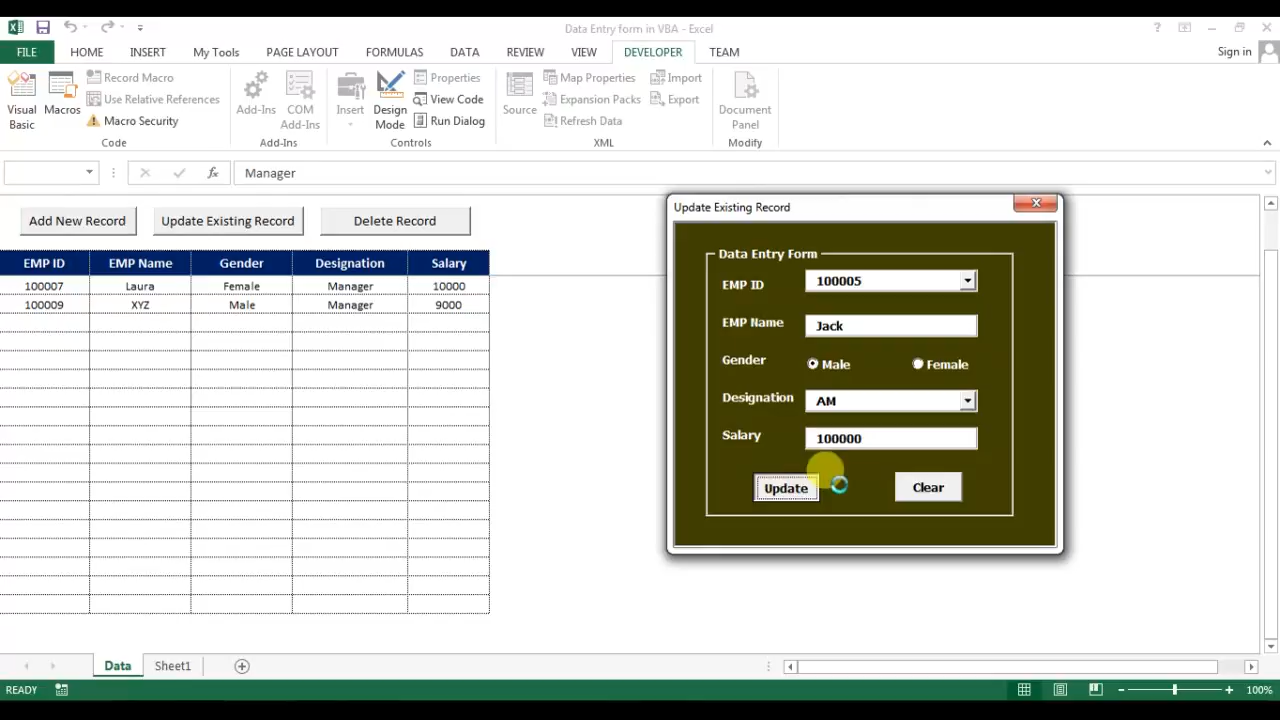 Data Entry form in VBA - Excel
?
FILE HOME INSERT My Tools PAGE LAYOUT FORMULAS DATA REVIEW VIEW DEVELOPER TEAM Sign in
Visual Basic
Macros
Record Macro
Use Relative References
Macro Security
Code
Add-Ins
COM Add-Ins
Add-Ins
Insert
Design Mode
Properties
View Code
Run Dialog
Controls
Source
Map Properties
Expansion Packs
Refresh Data
Import
Export
XML
Document Panel
Modify
fx Manager
Add New Record Update Existing Record Delete Record
EMP ID EMP Name Gender Designation Salary
100007 Laura Female Manager 10000
100009 XYZ Male Manager 9000
Update Existing Record
Data Entry Form
EMP ID 100005
EMP Name Jack
Gender Male Female
Designation AM
Salary 100000
Update Clear
Data Sheet1
READY 100%